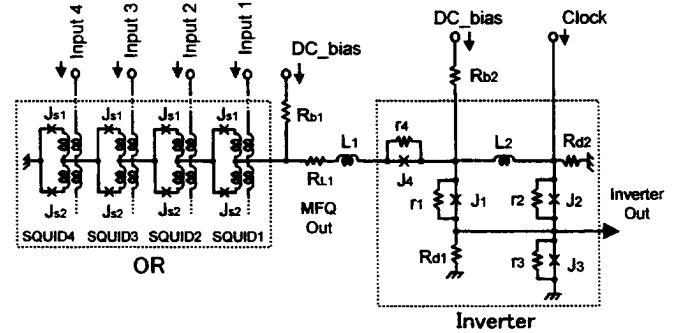 Input 4
Input 3
Input 2
Input 1
DC_bias
DC_bias
Clock
Rb1
Rb2
Js1
Js1
Js1
Js1
L1
r4
L2
Rd2
RL1
J4
MFQ
Out
r1
J1
r2
J2
Inverter
Out
Js2
Js2
Js2
Js2
SQUID4
SQUID3
SQUID2
SQUID1
Rd1
r3
J3
OR
Inverter